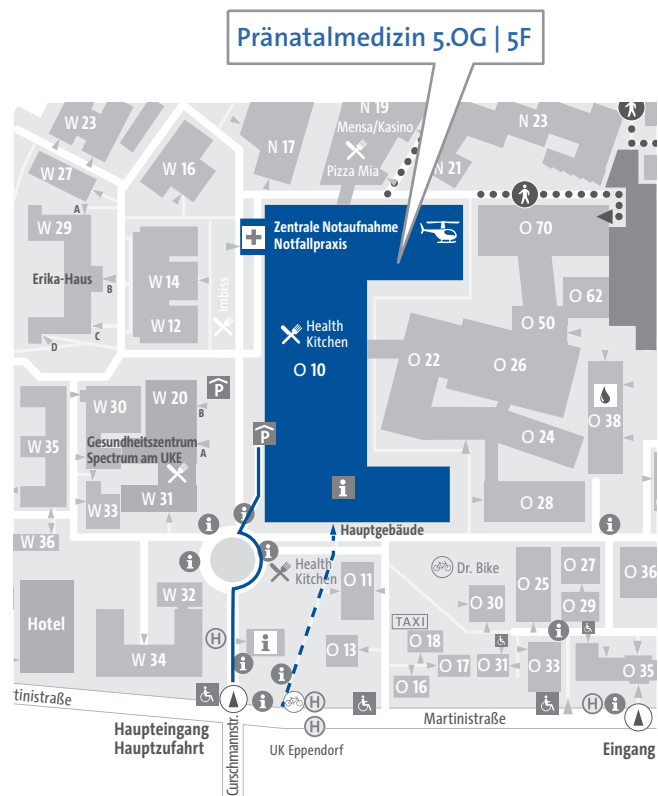 Pränatalmedizin 5.OG | 5F
W 23
N 19
Mensa/Kasino
N 23
W 27
W 16
N 17
Pizza Mia
N 21
A
W 29
Zentrale Notaufnahme
Notfallpraxis
O 70
Erika-Haus
B
W 14
Imbiss
O 62
C
W 12
Health
Kitchen
O 50
D
O 10
O 22
O 26
W 30
W 20
P
B
O 38
W 35
Gesundheitszentrum
Spectrum am UKE
A
P
O 24
W 33
W 31
i
O 28
i
i
Hauptgebäude
i
W 36
i
i
Health
Kitchen
O 11
Dr. Bike
O 27
O 36
W 32
O 25
Hotel
O 30
O 29
TAXI
H
i
O 18
i
W 34
O 13
O 17
O 31
O 33
O 35
i
i
O 16
rtinistraße
i
H
H
i
Haupteingang
Hauptzufahrt
Curschmannstr.
H
Martinistraße
UK Eppendorf
Eingang